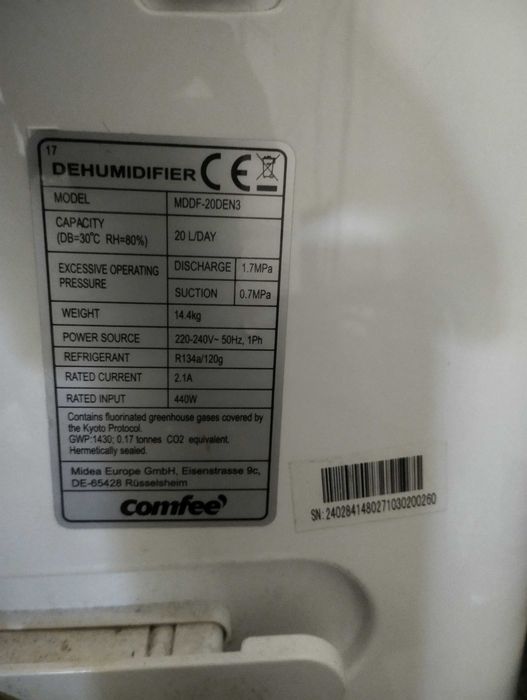 17
DEHUMIDIFIER CE
MODEL MDDF-20DEN3
CAPACITY
(DB=30°C RH=80%) 20 L/DAY
EXCESSIVE OPERATING PRESSURE DISCHARGE 1.7MPa
SUCTION 0.7MPa
WEIGHT 14.4kg
POWER SOURCE 220-240V~ 50Hz, 1Ph
REFRIGERANT R134a/120g
RATED CURRENT 2.1A
RATED INPUT 440W
Contains fluorinated greenhouse gases covered by
the Kyoto Protocol.
GWP:1430; 0.17 tonnes CO2 equivalent.
Hermetically sealed.
Midea Europe GmbH, Eisenstrasse 9c,
DE-65428 Rüsselsheim
comfee'
SN: 2402841480271030200260